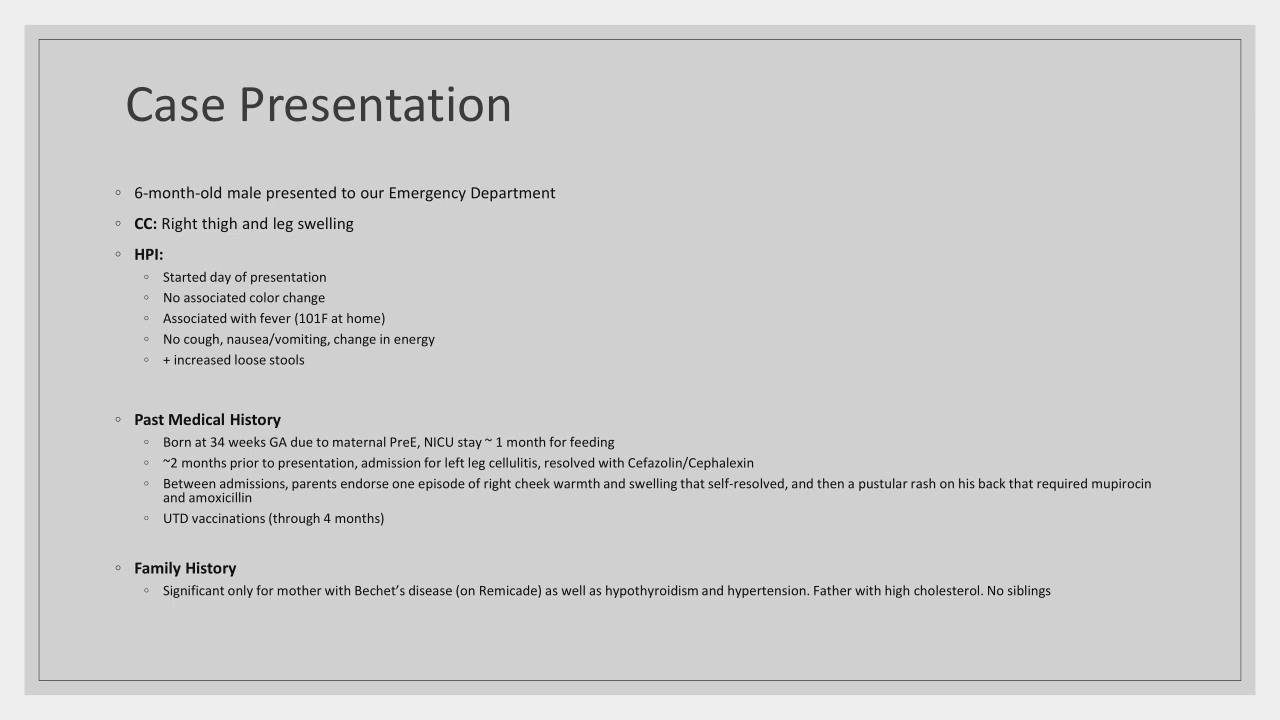 Case Presentation
◦ 6-month-old male presented to our Emergency Department
◦ CC: Right thigh and leg swelling
◦ HPI:
◦ Started day of presentation
◦ No associated color change
◦ Associated with fever (101F at home)
◦ No cough, nausea/vomiting, change in energy
◦ + increased loose stools
◦ Past Medical History
◦ Born at 34 weeks GA due to maternal PreE, NICU stay ~ 1 month for feeding
◦ ~2 months prior to presentation, admission for left leg cellulitis, resolved with Cefazolin/Cephalexin
◦ Between admissions, parents endorse one episode of right cheek warmth and swelling that self-resolved, and then a pustular rash on his back that required mupirocin
and amoxicillin
◦ UTD vaccinations (through 4 months)
◦ Family History
◦ Significant only for mother with Bechet’s disease (on Remicade) as well as hypothyroidism and hypertension. Father with high cholesterol. No siblings